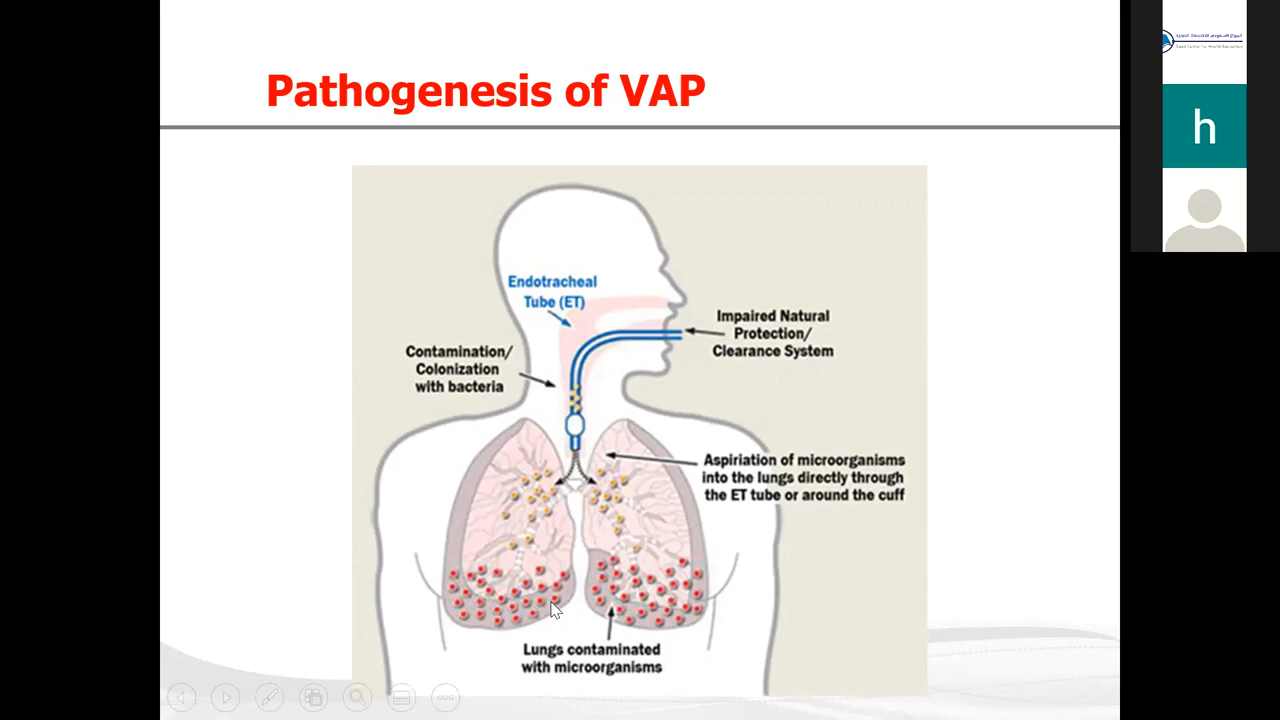 Pathogenesis of VAP
Endotracheal
Tube (ET)
Impaired Natural
Protection/
Clearance System
Contamination/
Colonization
with bacteria
Aspiriation of microorganisms
into the lungs directly through
the ET tube or around the cuff
Lungs contaminated
with microorganisms
h